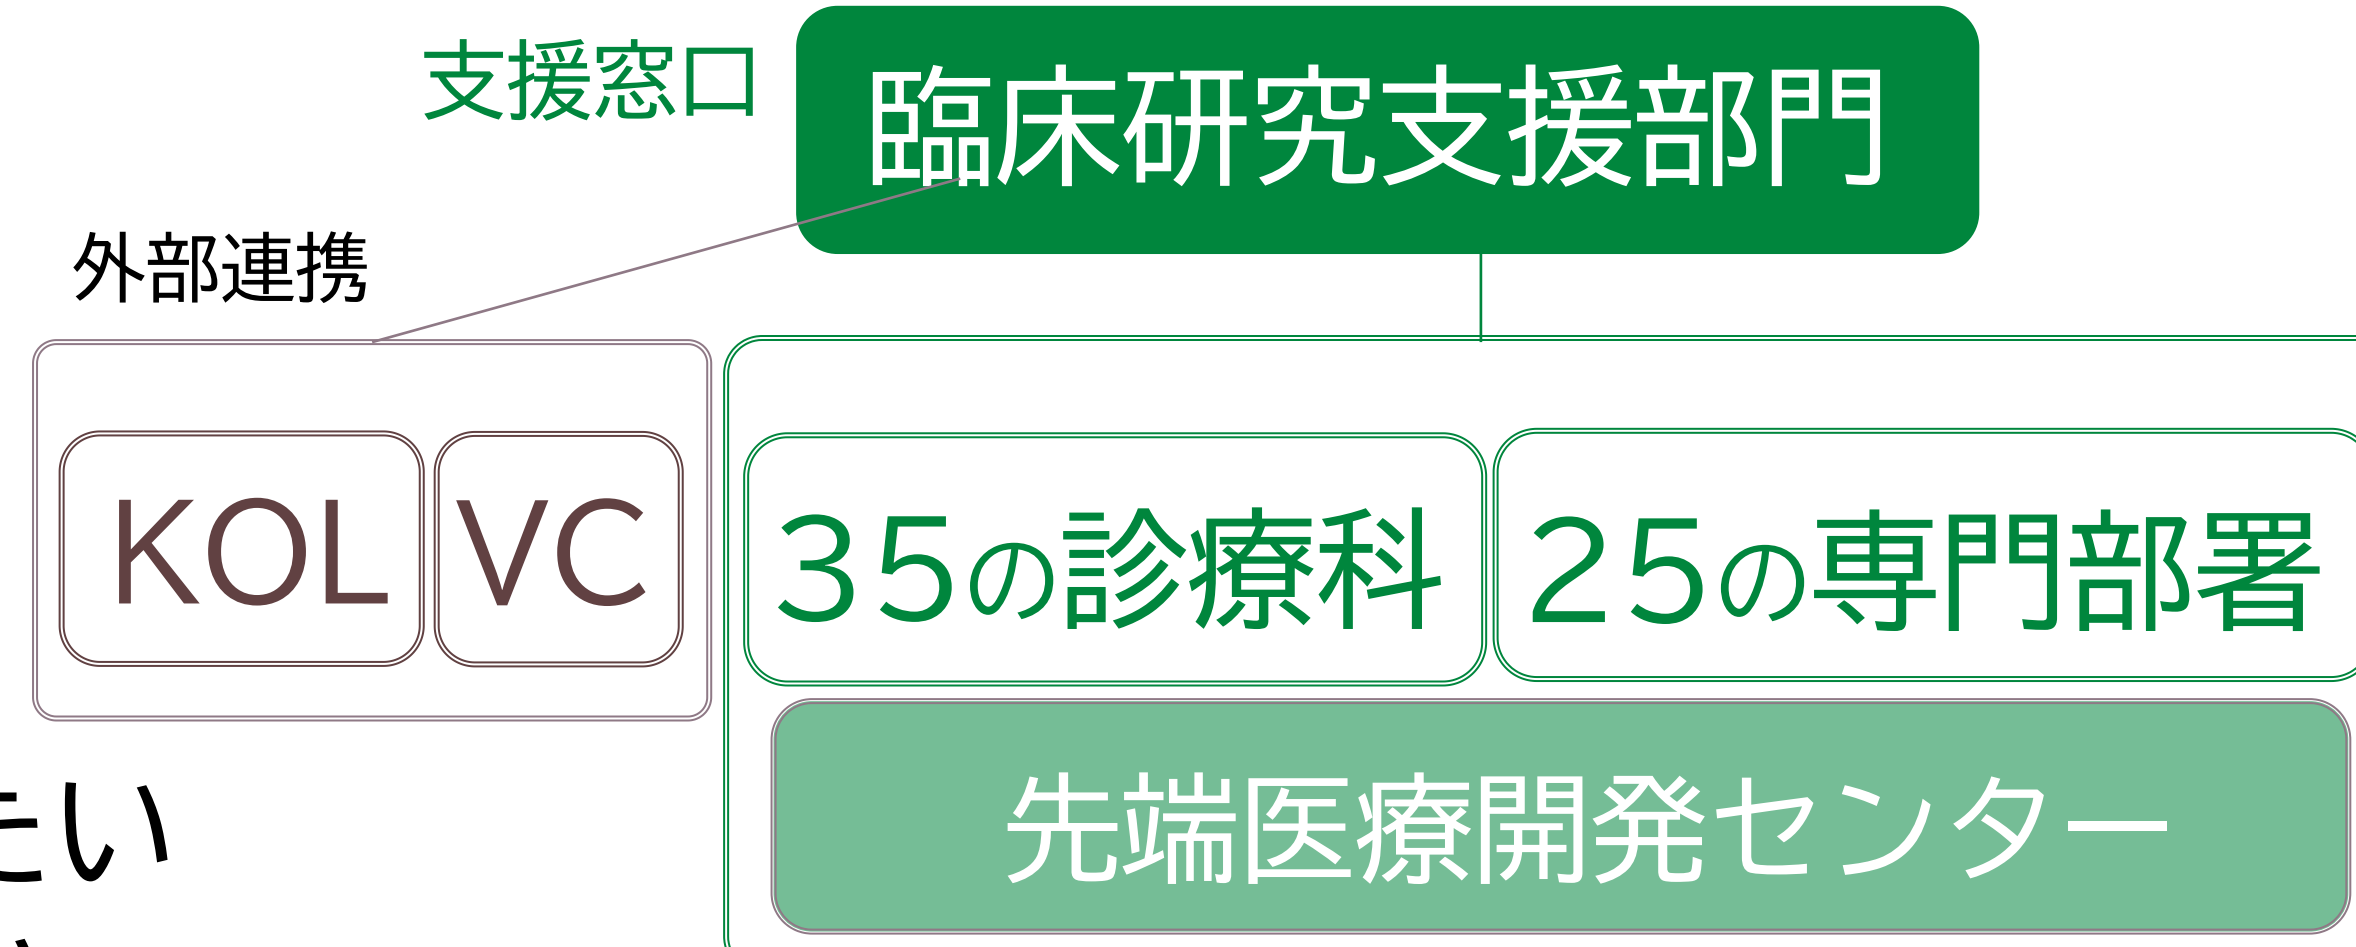 支援窓口
臨床研究支援部門
外部連携
KOL
VC
35の診療科
25の専門部署
先端医療開発センター
たい